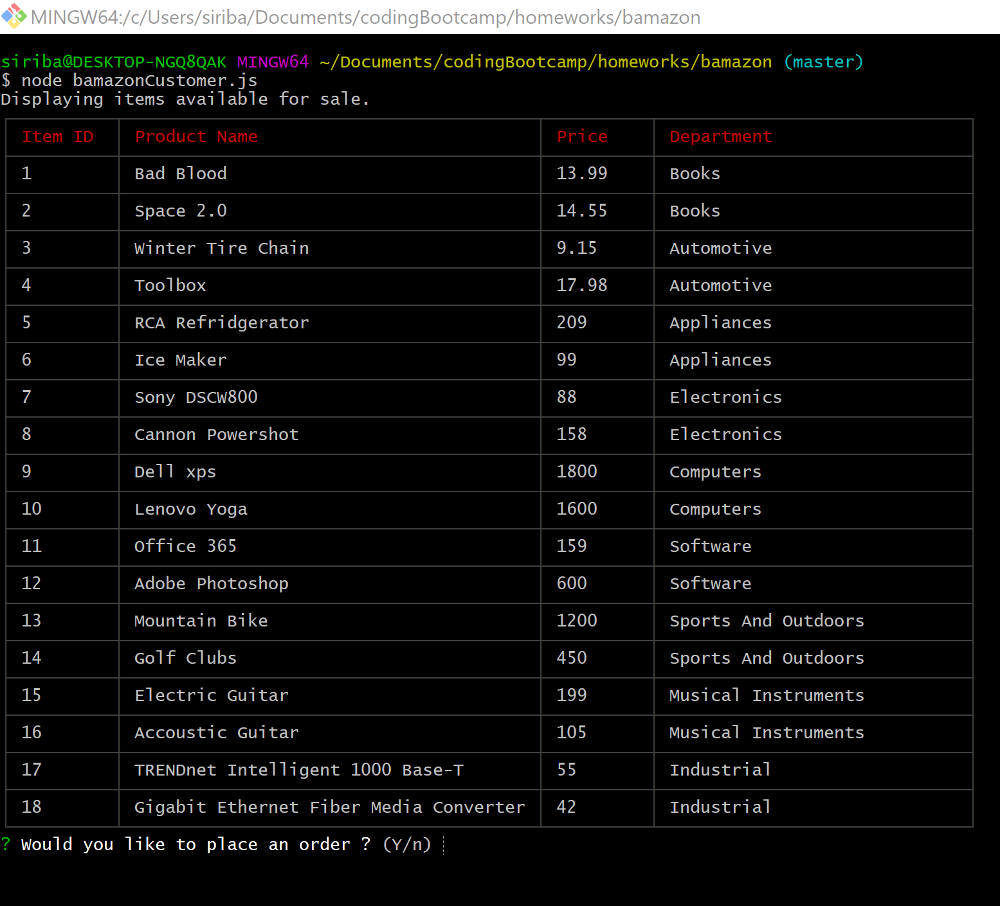 MINGW64:/c/Users/siriba/Documents/codingBootcamp/homeworks/bamazon
siriba@DESKTOP-NGQ8QAK MINGW64 ~/Documents/codingBootcamp/homeworks/bamazon (master)
$ node bamazonCustomer.js
Displaying items available for sale.
Item ID Product Name Price Department
1 Bad Blood 13.99 Books
2 Space 2.0 14.55 Books
3 Winter Tire Chain 9.15 Automotive
4 Toolbox 17.98 Automotive
5 RCA Refridgerator 209 Appliances
6 Ice Maker 99 Appliances
7 Sony DSCW800 88 Electronics
8 Cannon Powershot 158 Electronics
9 Dell xps 1800 Computers
10 Lenovo Yoga 1600 Computers
11 Office 365 159 Software
12 Adobe Photoshop 600 Software
13 Mountain Bike 1200 Sports And Outdoors
14 Golf Clubs 450 Sports And Outdoors
15 Electric Guitar 199 Musical Instruments
16 Accoustic Guitar 105 Musical Instruments
17 TRENDnet Intelligent 1000 Base-T 55 Industrial
18 Gigabit Ethernet Fiber Media Converter 42 Industrial
? Would you like to place an order ? (Y/n)